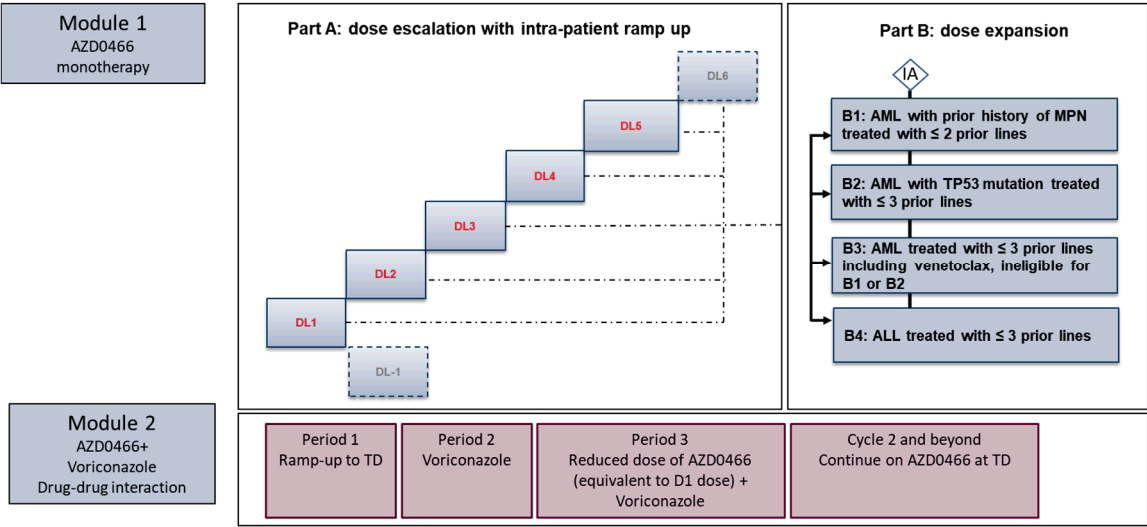 Module 1
AZD0466
monotherapy
Part A: dose escalation with intra-patient ramp up
DL6
DL5
DL4
DL3
DL2
DL1
DL-1
Part B: dose expansion
IA
B1: AML with prior history of MPN
treated with ≤ 2 prior lines
B2: AML with TP53 mutation treated
with ≤ 3 prior lines
B3: AML treated with ≤ 3 prior lines
including venetoclax, ineligible for
B1 or B2
B4: ALL treated with ≤ 3 prior lines
Module 2
AZD0466+
Voriconazole
Drug-drug interaction
Period 1
Ramp-up to TD
Period 2
Voriconazole
Period 3
Reduced dose of AZD0466
(equivalent to D1 dose) +
Voriconazole
Cycle 2 and beyond
Continue on AZD0466 at TD